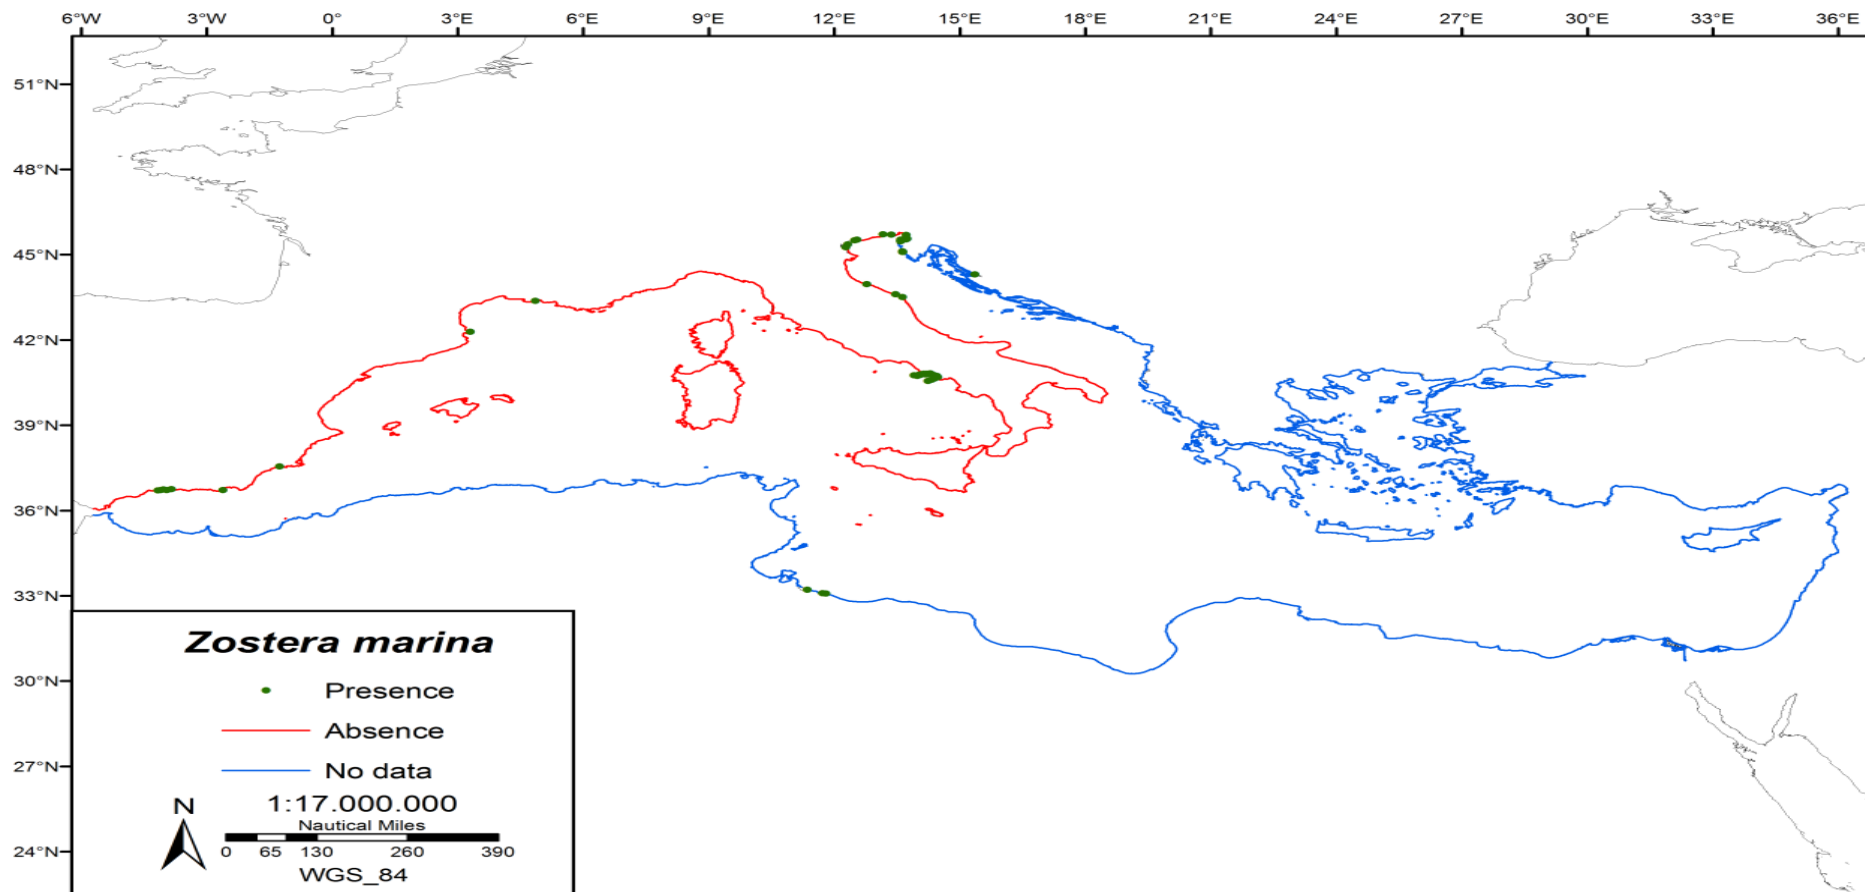 6°W 3°W 0° 3°E 6°E 9°E 12°E 15°E 18°E 21°E 24°E 27°E 30°E 33°E 36°E
51°N
48°N
45°N
42°N
39°N
36°N
33°N
30°N
27°N
24°N
Zostera marina
Presence
Absence
No data
N
1:17.000.000
Nautical Miles
0 65 130 260 390
WGS_84